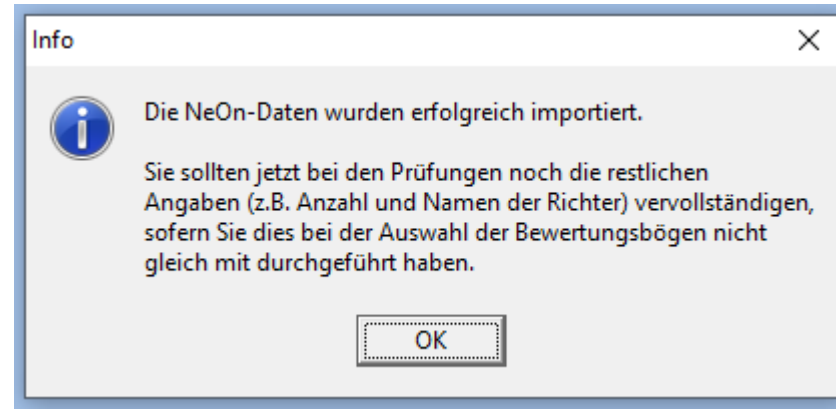 Info
Die NeOn-Daten wurden erfolgreich importiert.
Sie sollten jetzt bei den Prüfungen noch die restlichen
Angaben (z.B. Anzahl und Namen der Richter) vervollständigen,
sofern Sie dies bei der Auswahl der Bewertungsbögen nicht
gleich mit durchgeführt haben.
OK